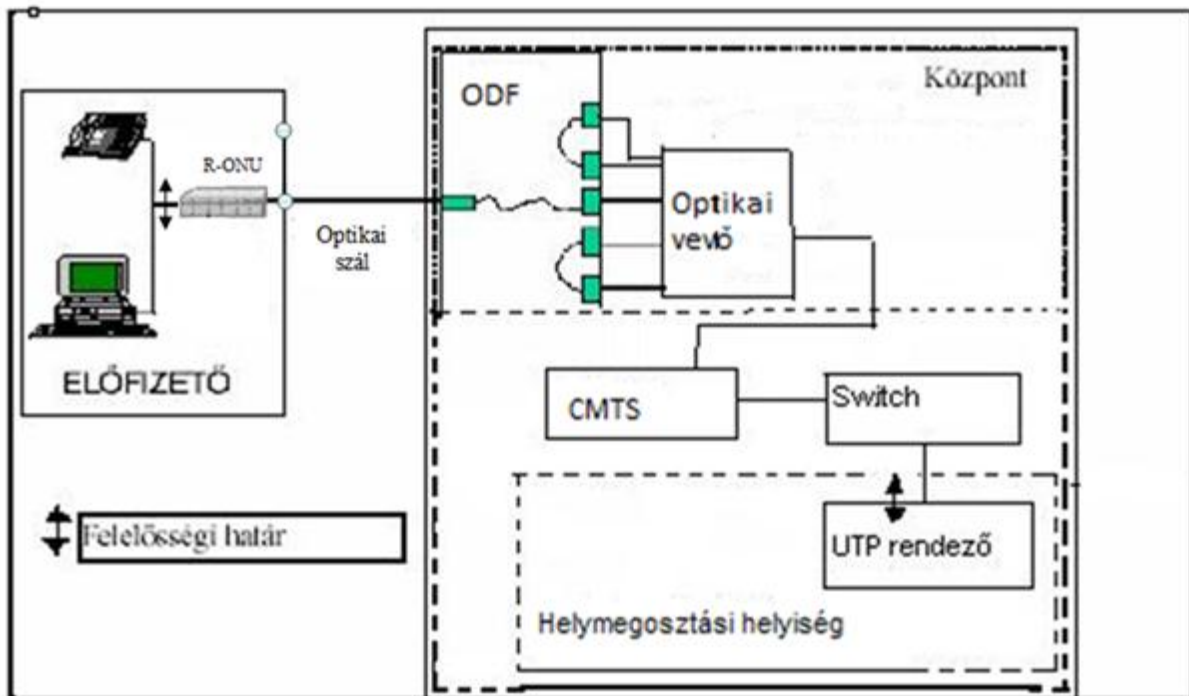 Központ
ODF
R-ONU
Optikai
vevő
Optikai
szál
ELŐFIZETŐ
CMTS
Switch
Felelősségi határ
UTP rendező
Helymegosztási helyiség